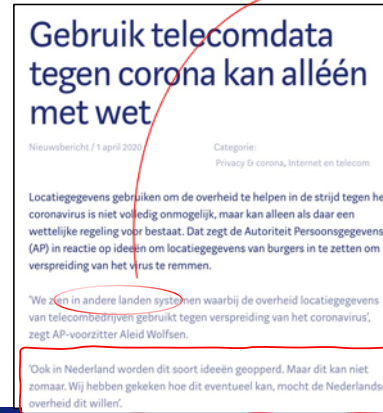 Gebruik telecomdata
tegen corona kan alléén
met wet
Nieuwsbericht / 1 april 2020
Categorie:
Privacy & corona, Internet en telecom
Locatiegegevens gebruiken om de overheid te helpen in de strijd tegen he
coronavirus is niet volledig onmogelijk, maar kan alleen als daar een
wettelijke regeling voor bestaat. Dat zegt de Autoriteit Persoonsgegevens
(AP) in reactie op ideeën om locatiegegevens van burgers in te zetten om
verspreiding van het virus te remmen.
'We zien in andere landen systemen waarbij de overheid locatiegegevens
van telecombedrijven gebruikt tegen verspreiding van het coronavirus',
zegt AP-voorzitter Aleid Wolfsen.
'Ook in Nederland worden dit soort ideeën geopperd. Maar dit kan niet
zomaar. Wij hebben gekeken hoe dit eventueel kan, mocht de Nederlandse
overheid dit willen'.